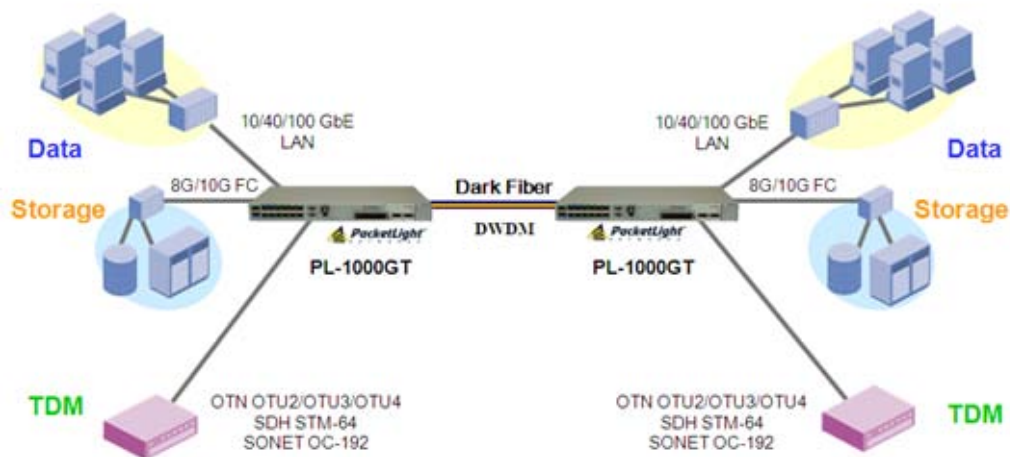 10/40/100 GbE
LAN
Data
8G/10G FC
Storage
Dark Fiber
DWDM
PacketLight
NETWORKS
PL-1000GT
PacketLight
NETWORKS
PL-1000GT
10/40/100 GbE
LAN
Data
8G/10G FC
Storage
TDM
OTN OTU2/OTU3/OTU4
SDH STM-64
SONET OC-192
OTN OTU2/OTU3/OTU4
SDH STM-64
SONET OC-192
TDM